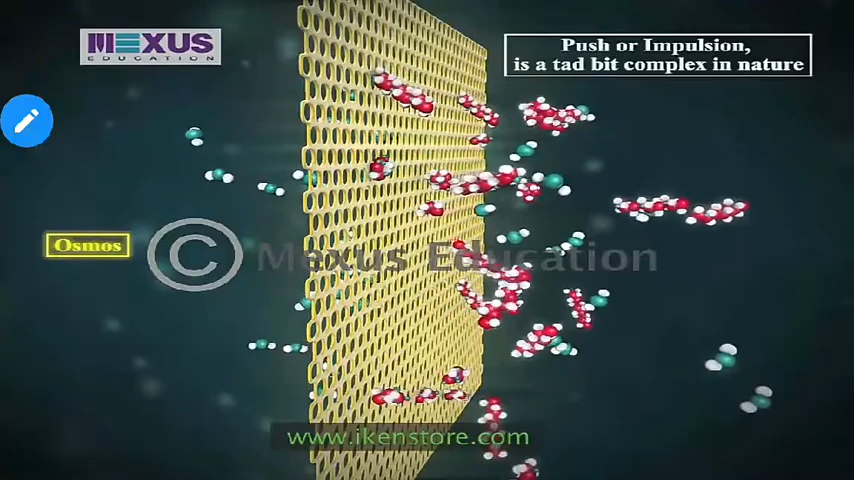 MEXUS
EDUCATION
Push or Impulsion,
is a tad bit complex in nature
Osmos
© Mexus Education
www.ikenstore.com